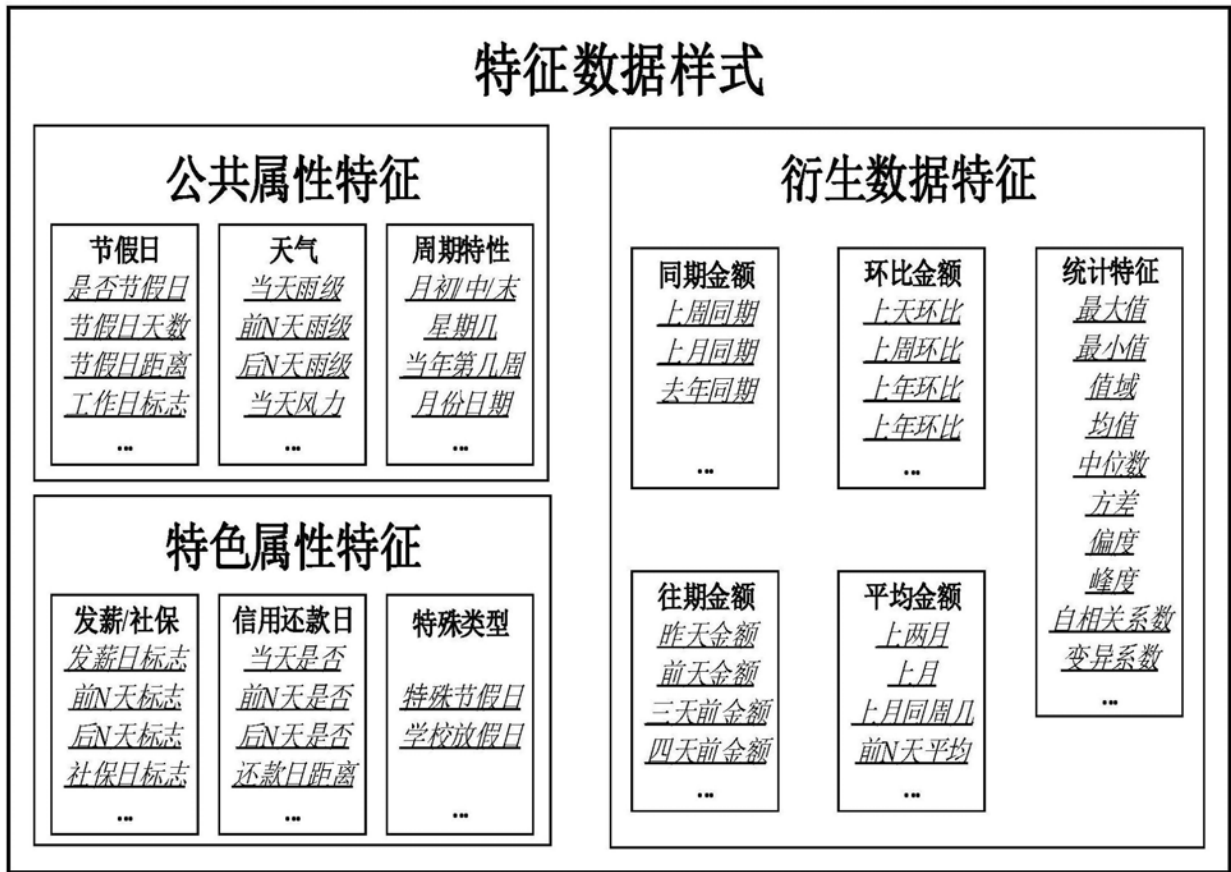 特征数据样式
公共属性特征
节假日
是否节假日
节假日天数
节假日距离
工作日标志
...
天气
当天雨级
前N天雨级
后N天雨级
当天风力
...
周期特性
月初/中/末
星期几
当年第几周
月份日期
...
特色属性特征
发薪/社保
发薪日标志
前N天标志
后N天标志
社保日标志
...
信用还款日
当天是否
前N天是否
后N天是否
还款日距离
...
特殊类型
特殊节假日
学校放假日
...
衍生数据特征
同期金额
上周同期
上月同期
去年同期
...
环比金额
上天环比
上周环比
上年环比
上年环比
...
统计特征
最大值
最小值
值域
均值
中位数
方差
偏度
峰度
自相关系数
变异系数
...
往期金额
昨天金额
前天金额
三天前金额
四天前金额
...
平均金额
上两月
上月
上月同周几
前N天平均
...